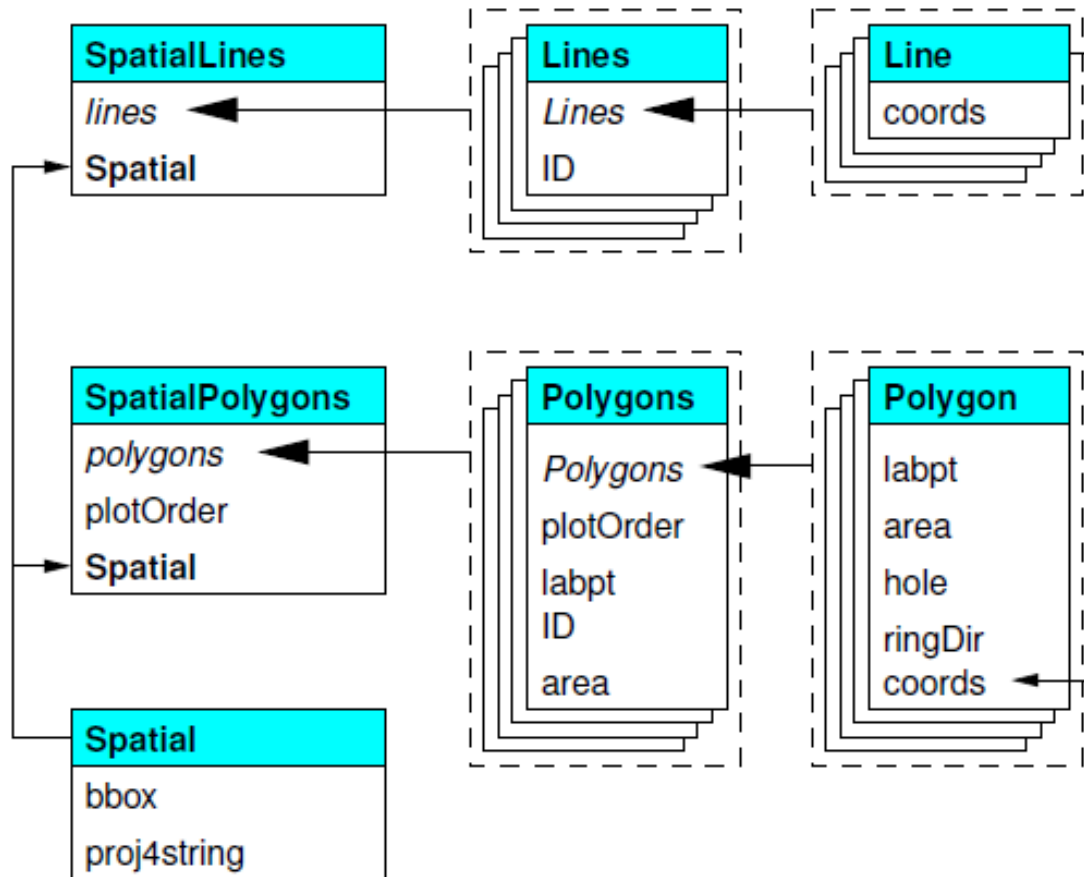 SpatialLines
lines
Spatial
Lines
Lines
ID
Line
coords
SpatialPolygons
polygons
plotOrder
Spatial
Polygons
Polygons
plotOrder
labpt
ID
area
Polygon
labpt
area
hole
ringDir
coords
Spatial
bbox
proj4string